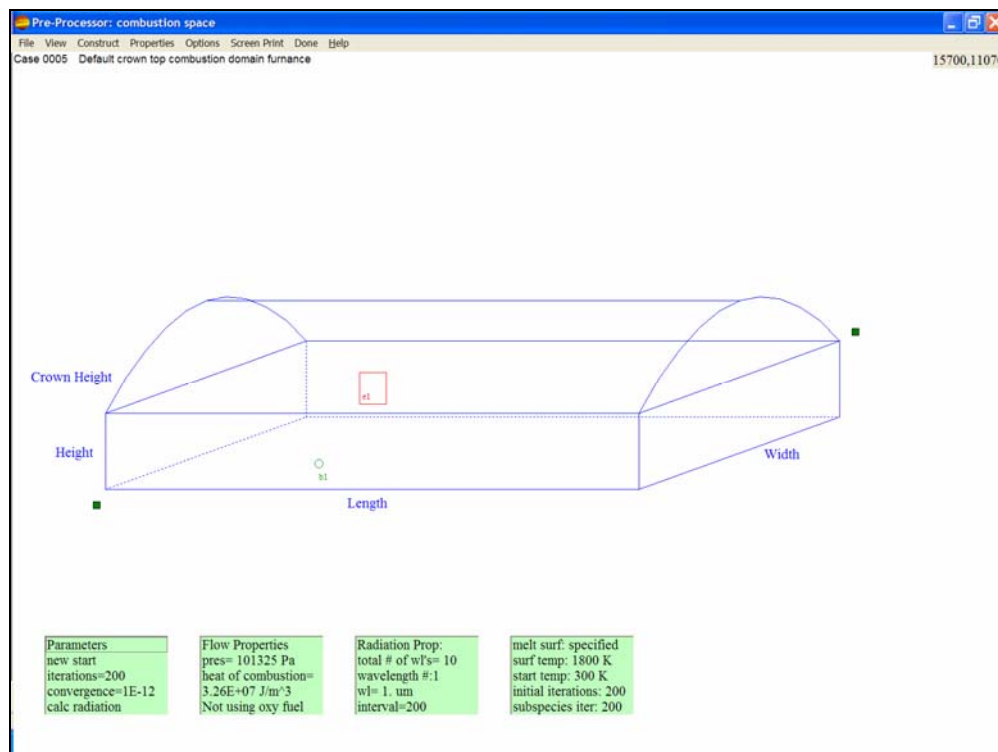 Pre-Processor: combustion space
File View Construct Properties Options Screen Print Done Help
Case 0005 Default crown top combustion domain furnance
15700,1107
Crown Height
e1
Height
Width
b1
Length
Parameters
new start
iterations=200
convergence=1E-12
calc radiation
Flow Properties
pres= 101325 Pa
heat of combustion=
3.26E+07 J/m^3
Not using oxy fuel
Radiation Prop:
total # of wl's= 10
wavelength #:1
wl= 1. um
interval=200
melt surf: specified
surf temp: 1800 K
start temp: 300 K
initial iterations: 200
subspecies iter: 200